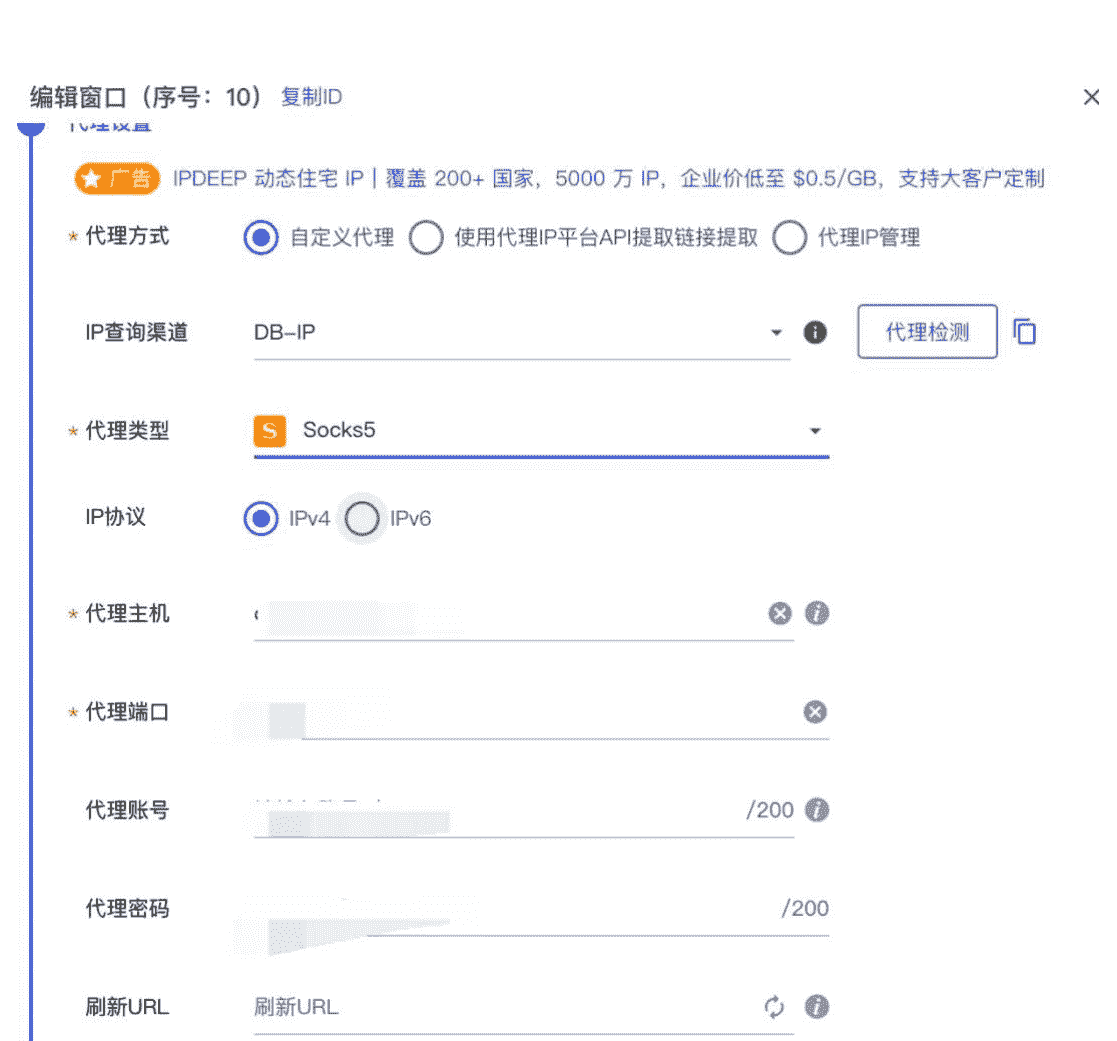 编辑窗口（序号：10） 复制ID
代理设置
广告 IPDEEP 动态住宅 IP｜覆盖 200+ 国家，5000 万 IP，企业价低至 $0.5/GB，支持大客户定制
* 代理方式 自定义代理 使用代理IP平台API提取链接提取 代理IP管理
IP查询渠道 DB-IP 代理检测
* 代理类型 S Socks5
IP协议 IPv4 IPv6
* 代理主机
* 代理端口
代理账号 /200
代理密码 /200
刷新URL 刷新URL